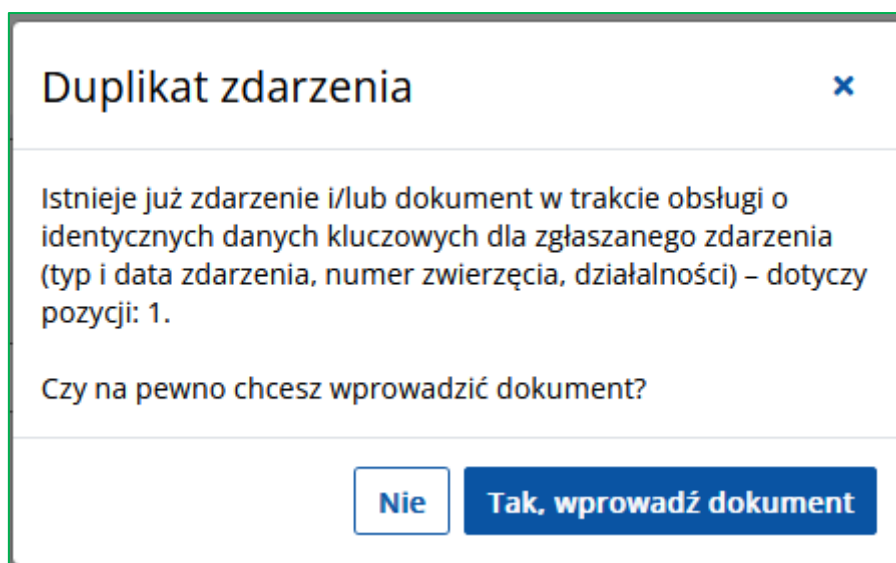 Duplikat zdarzenia
Istnieje już zdarzenie i/lub dokument w trakcie obsługi o
identycznych danych kluczowych dla zgłaszanego zdarzenia
(typ i data zdarzenia, numer zwierzęcia, działalności) – dotyczy
pozycji: 1.
Czy na pewno chcesz wprowadzić dokument?
Nie
Tak, wprowadź dokument